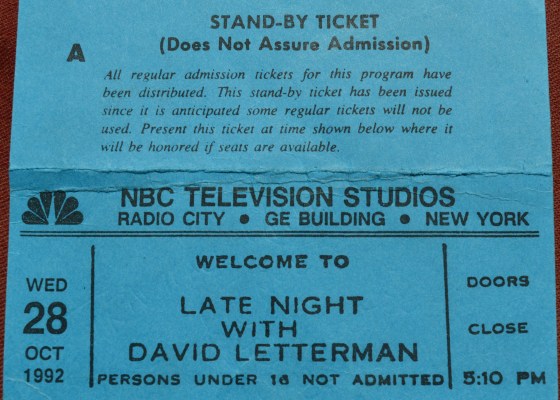 STAND-BY TICKET
(Does Not Assure Admission)
A
All regular admission tickets for this program have
been distributed. This stand-by ticket has been issued
since it is anticipated some regular tickets will not be
used. Present this ticket at time shown below where it
will be honored if seats are available.
NBC TELEVISION STUDIOS
RADIO CITY • GE BUILDING • NEW YORK
WED
28
OCT
1992
WELCOME TO
LATE NIGHT
WITH
DAVID LETTERMAN
PERSONS UNDER 16 NOT ADMITTED
DOORS
CLOSE
5:10 PM